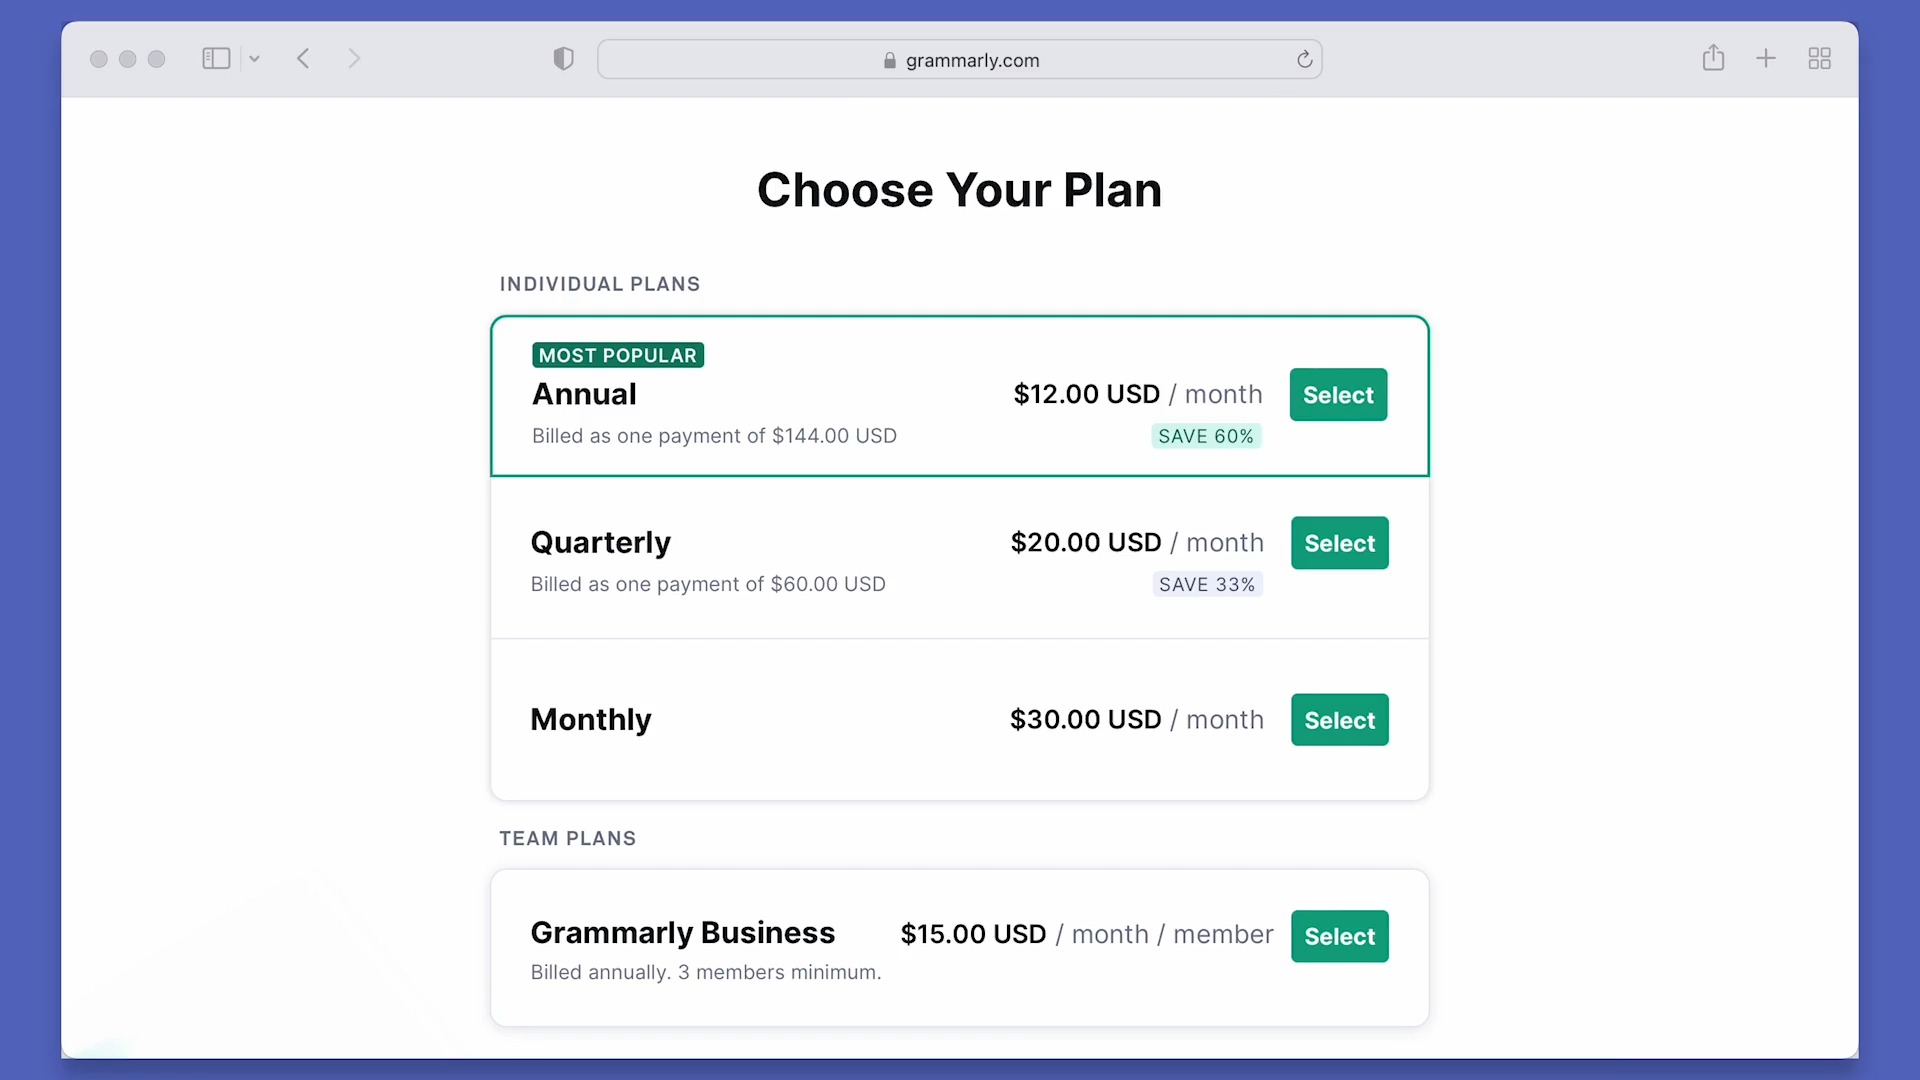 grammarly.com
Choose Your Plan
INDIVIDUAL PLANS
MOST POPULAR
Annual
$12.00 USD / month
Select
Billed as one payment of $144.00 USD
SAVE 60%
Quarterly
$20.00 USD / month
Select
Billed as one payment of $60.00 USD
SAVE 33%
Monthly
$30.00 USD / month
Select
TEAM PLANS
Grammarly Business
$15.00 USD / month / member
Select
Billed annually. 3 members minimum.